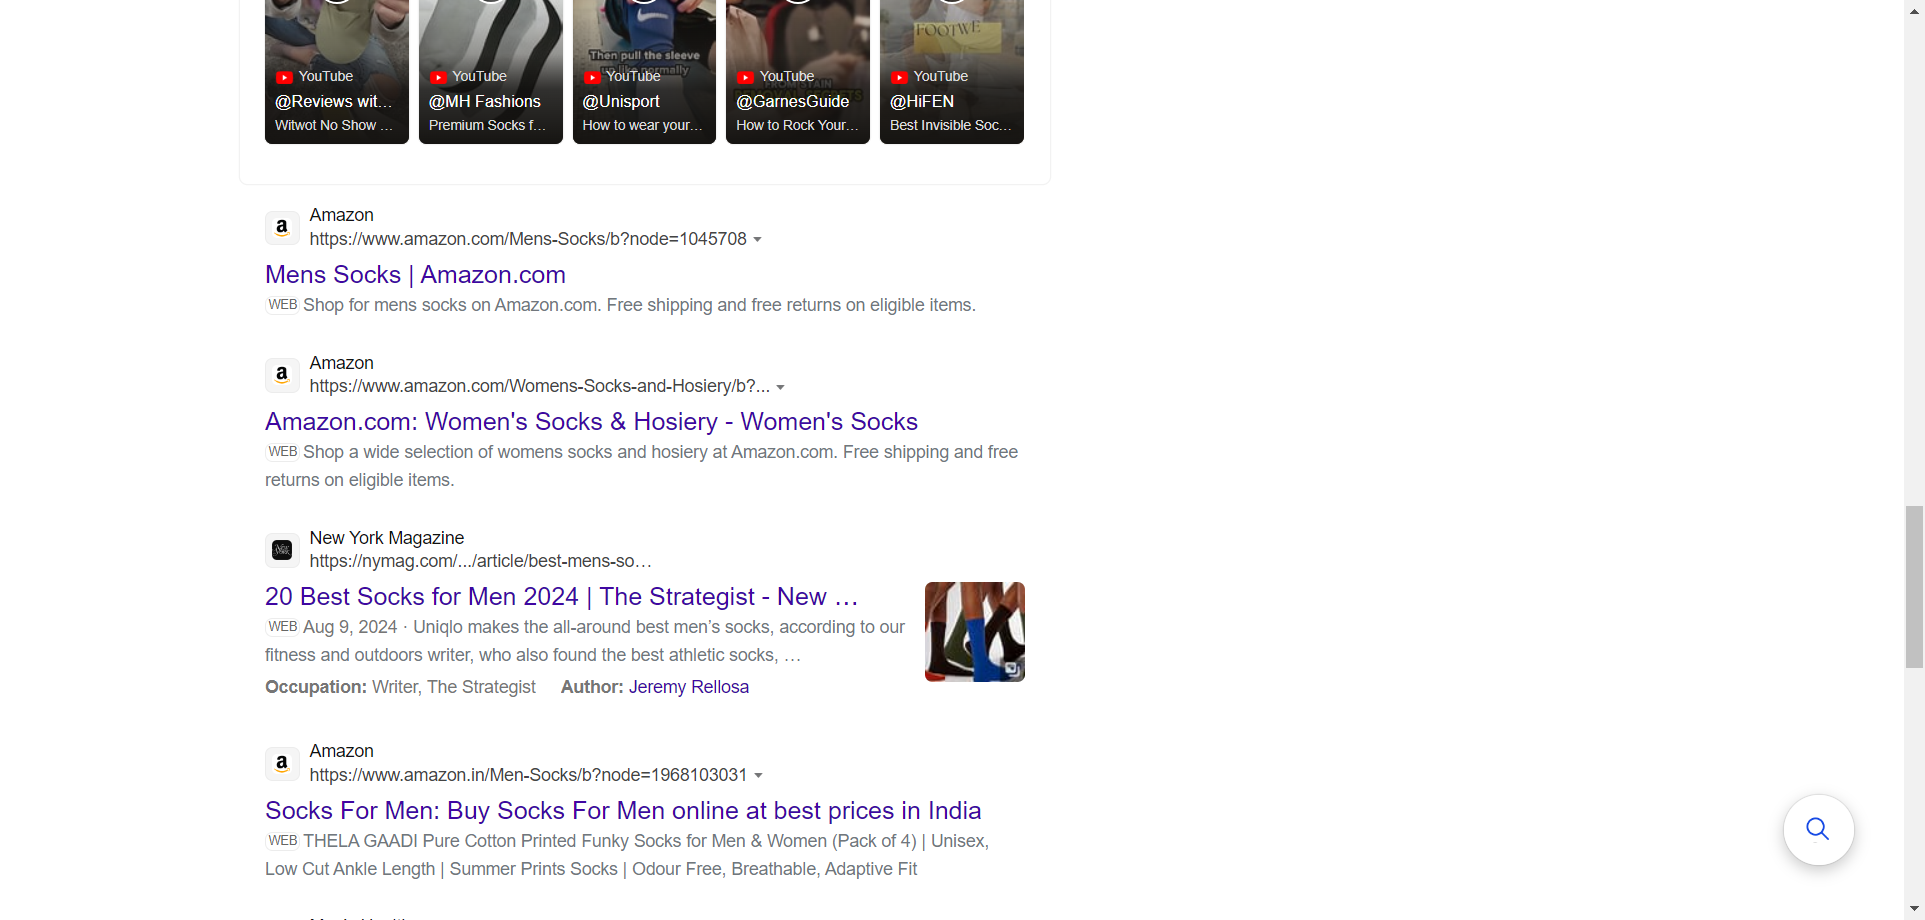 FOOTWE
Then pull the sleeve
up like normally
YouTube
@Reviews wit...
Witwot No Show ...
YouTube
@MH Fashions
Premium Socks f...
YouTube
@Unisport
How to wear your...
YouTube
@GarnesGuide
How to Rock Your...
YouTube
@HiFEN
Best Invisible Soc...
Amazon
https://www.amazon.com/Mens-Socks/b?node=1045708
Mens Socks | Amazon.com
WEB Shop for mens socks on Amazon.com. Free shipping and free returns on eligible items.
Amazon
https://www.amazon.com/Womens-Socks-and-Hosiery/b?...
Amazon.com: Women's Socks & Hosiery - Women's Socks
WEB Shop a wide selection of womens socks and hosiery at Amazon.com. Free shipping and free
returns on eligible items.
New York Magazine
https://nymag.com/.../article/best-mens-so…
20 Best Socks for Men 2024 | The Strategist - New …
WEB Aug 9, 2024 · Uniqlo makes the all-around best men’s socks, according to our
fitness and outdoors writer, who also found the best athletic socks, …
Occupation: Writer, The Strategist Author: Jeremy Rellosa
Amazon
https://www.amazon.in/Men-Socks/b?node=1968103031
Socks For Men: Buy Socks For Men online at best prices in India
WEB THELA GAADI Pure Cotton Printed Funky Socks for Men & Women (Pack of 4) | Unisex,
Low Cut Ankle Length | Summer Prints Socks | Odour Free, Breathable, Adaptive Fit